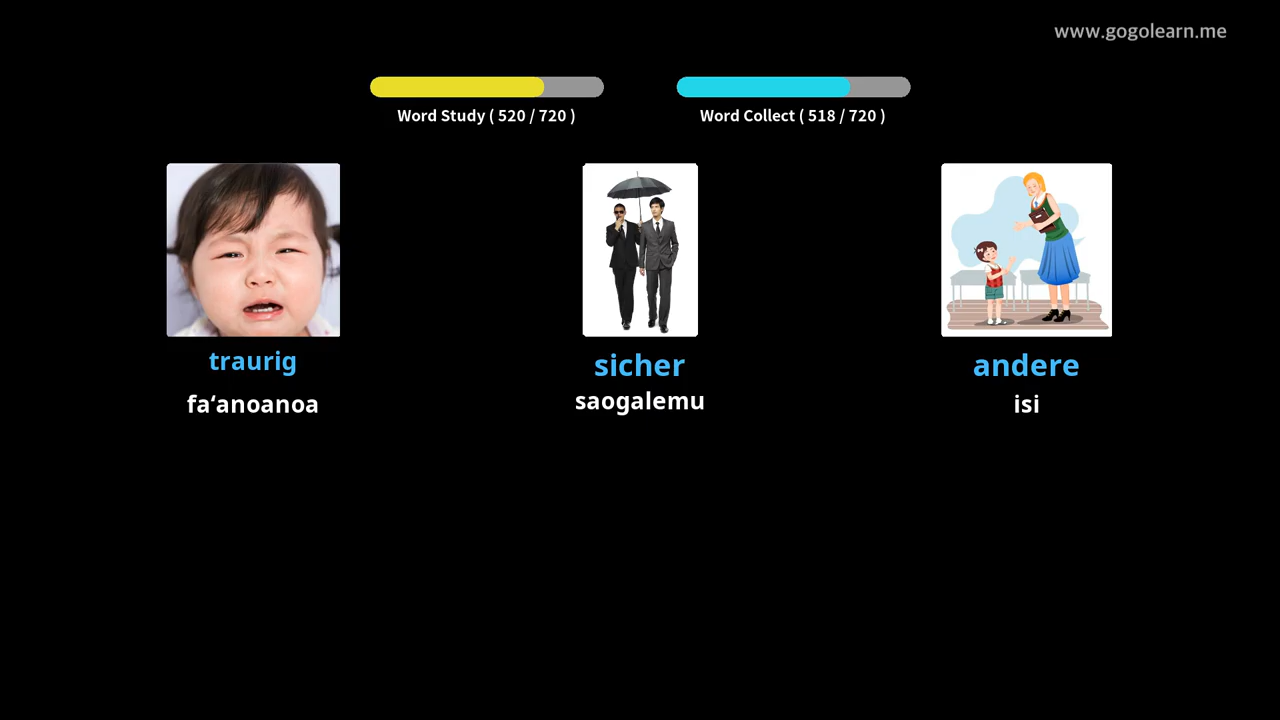 www.gogolearn.me
Word Study ( 520 / 720 )
Word Collect ( 518 / 720 )
traurig
sicher
andere
fa‘anoanoa
saogalemu
isi